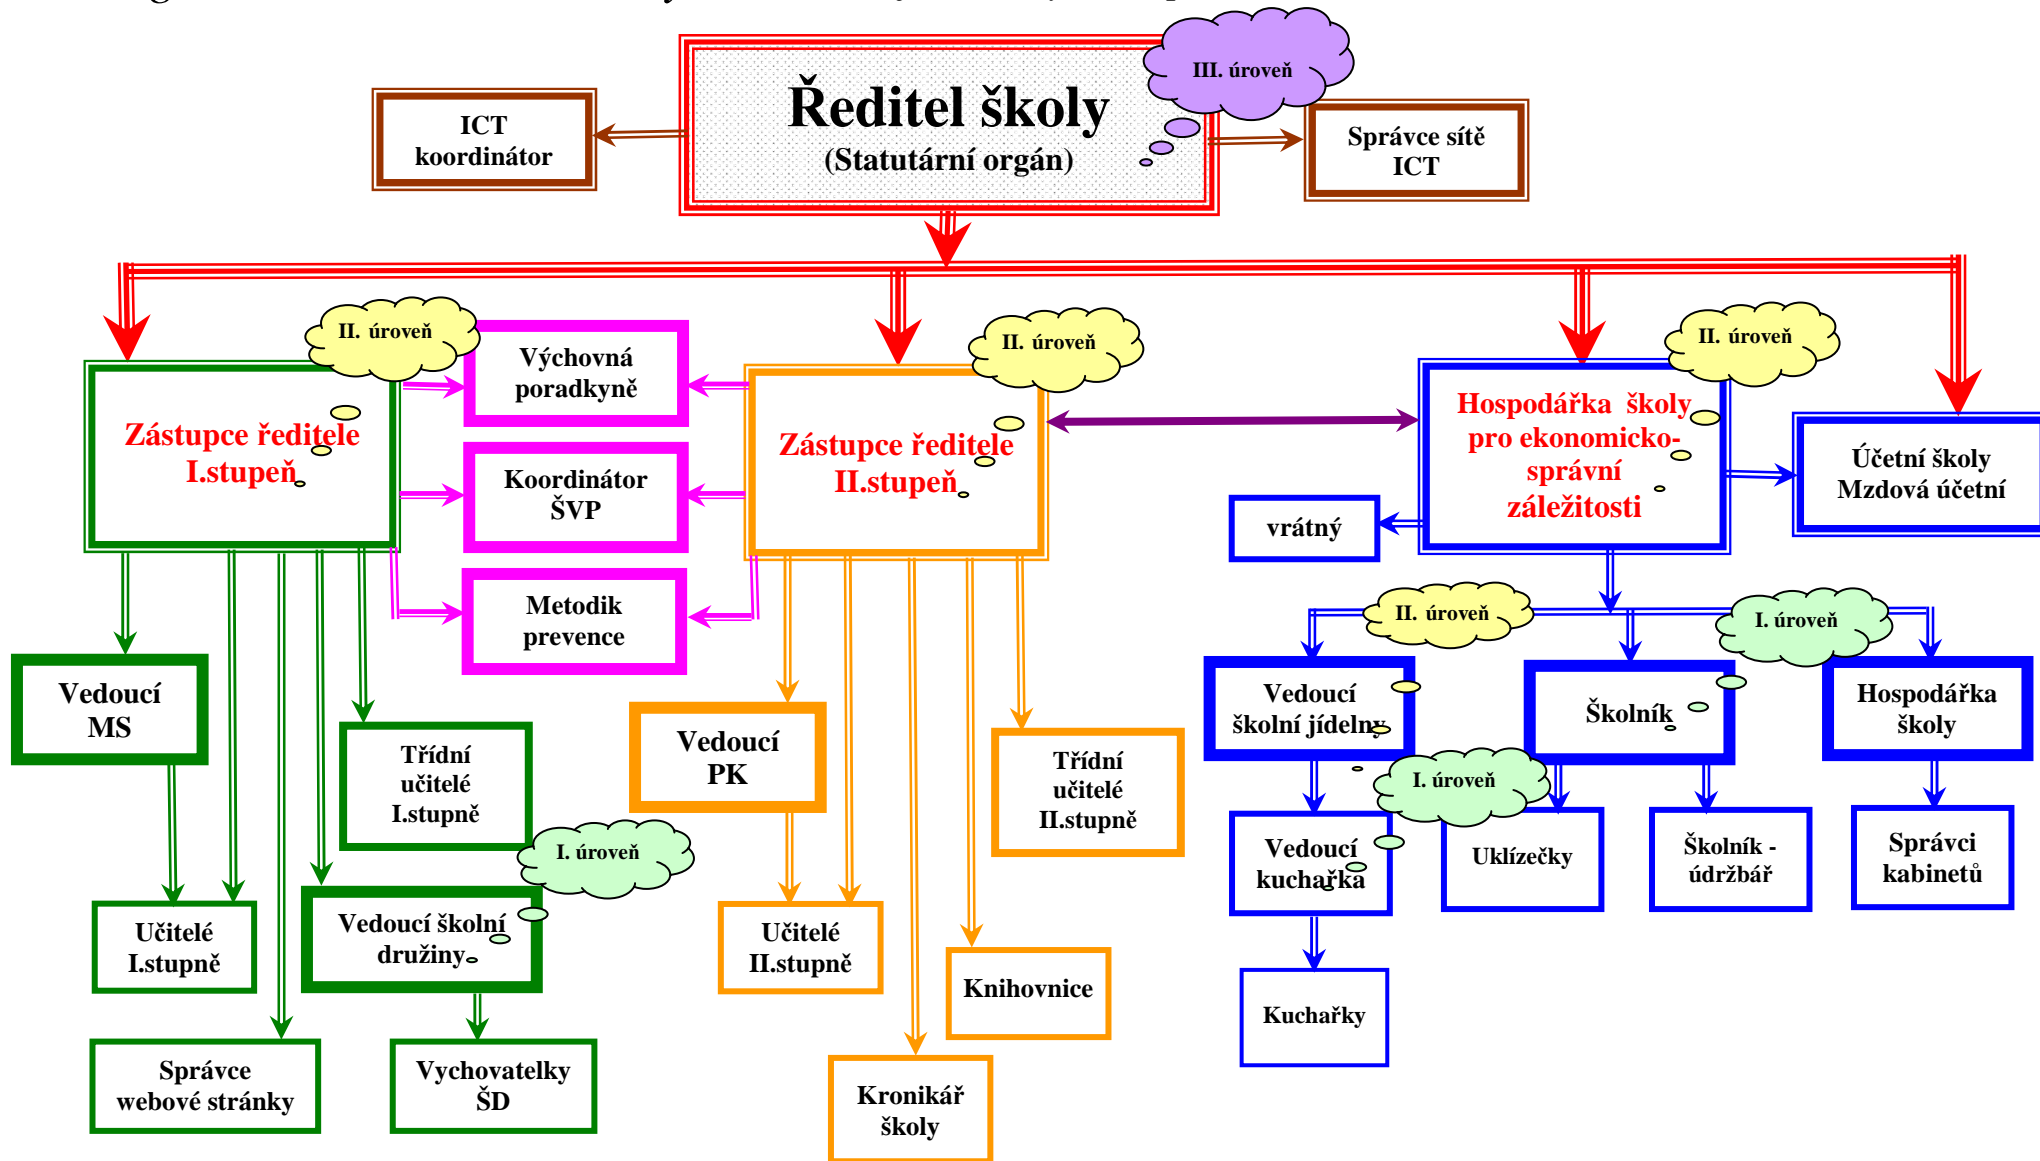 III. úroveň
Ředitel školy
(Statutární orgán)
ICT
koordinátor
Správce sítě
ICT
II. úroveň
II. úroveň
II. úroveň
Výchovná
poradkyně
Zástupce ředitele
I.stupeň
Zástupce ředitele
II.stupeň
Hospodářka školy
pro ekonomicko-
správní
záležitosti
Účetní školy
Mzdová účetní
Koordinátor
ŠVP
vrátný
Metodik
prevence
II. úroveň
I. úroveň
Vedoucí
MS
Třídní
učitelé
I.stupně
Vedoucí
PK
Třídní
učitelé
II.stupně
Vedoucí
školní jídelny
Školník
Hospodářka
školy
I. úroveň
I. úroveň
Vedoucí
kuchařka
Uklízečky
Školník -
údržbář
Správci
kabinetů
Učitelé
I.stupně
Vedoucí školní
družiny
Učitelé
II.stupně
Knihovnice
Kuchařky
Správce
webové stránky
Vychovatelky
ŠD
Kronikář
školy